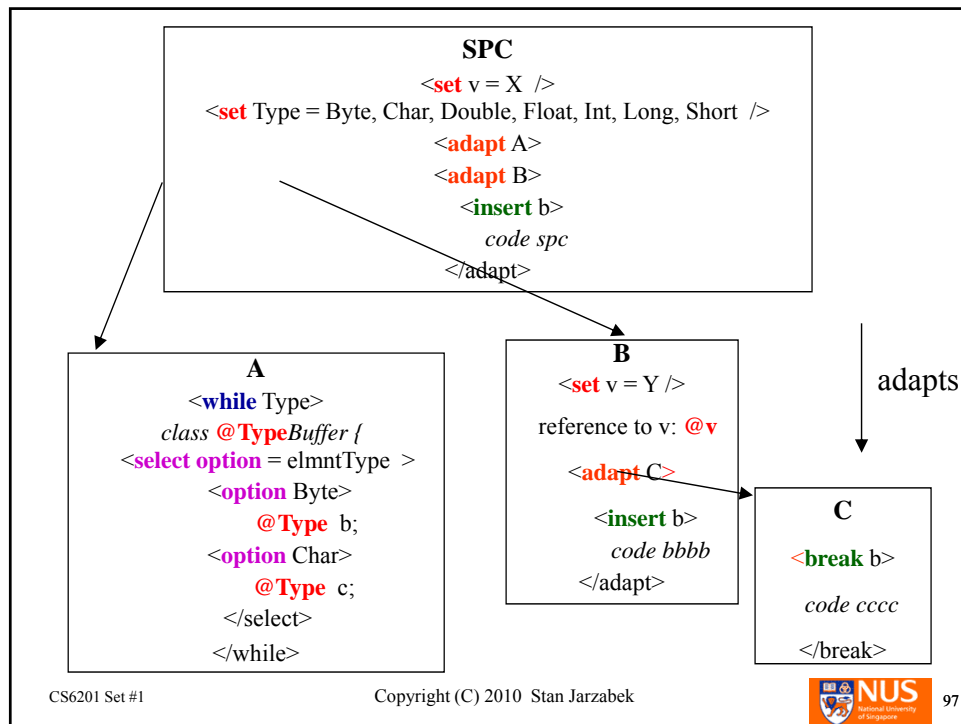 SPC
<set v = X />
<set Type = Byte, Char, Double, Float, Int, Long, Short />
<adapt A>
<adapt B>
<insert b>
code spc
</adapt>
A
<while Type>
class @TypeBuffer {
<select option = elmntType >
<option Byte>
@Type b;
<option Char>
@Type c;
</select>
</while>
B
<set v = Y />
reference to v: @v
<adapt C>
<insert b>
code bbbb
</adapt>
adapts
C
<break b>
code cccc
</break>
CS6201 Set #1
Copyright (C) 2010 Stan Jarzabek
NUS
National University
of Singapore
97